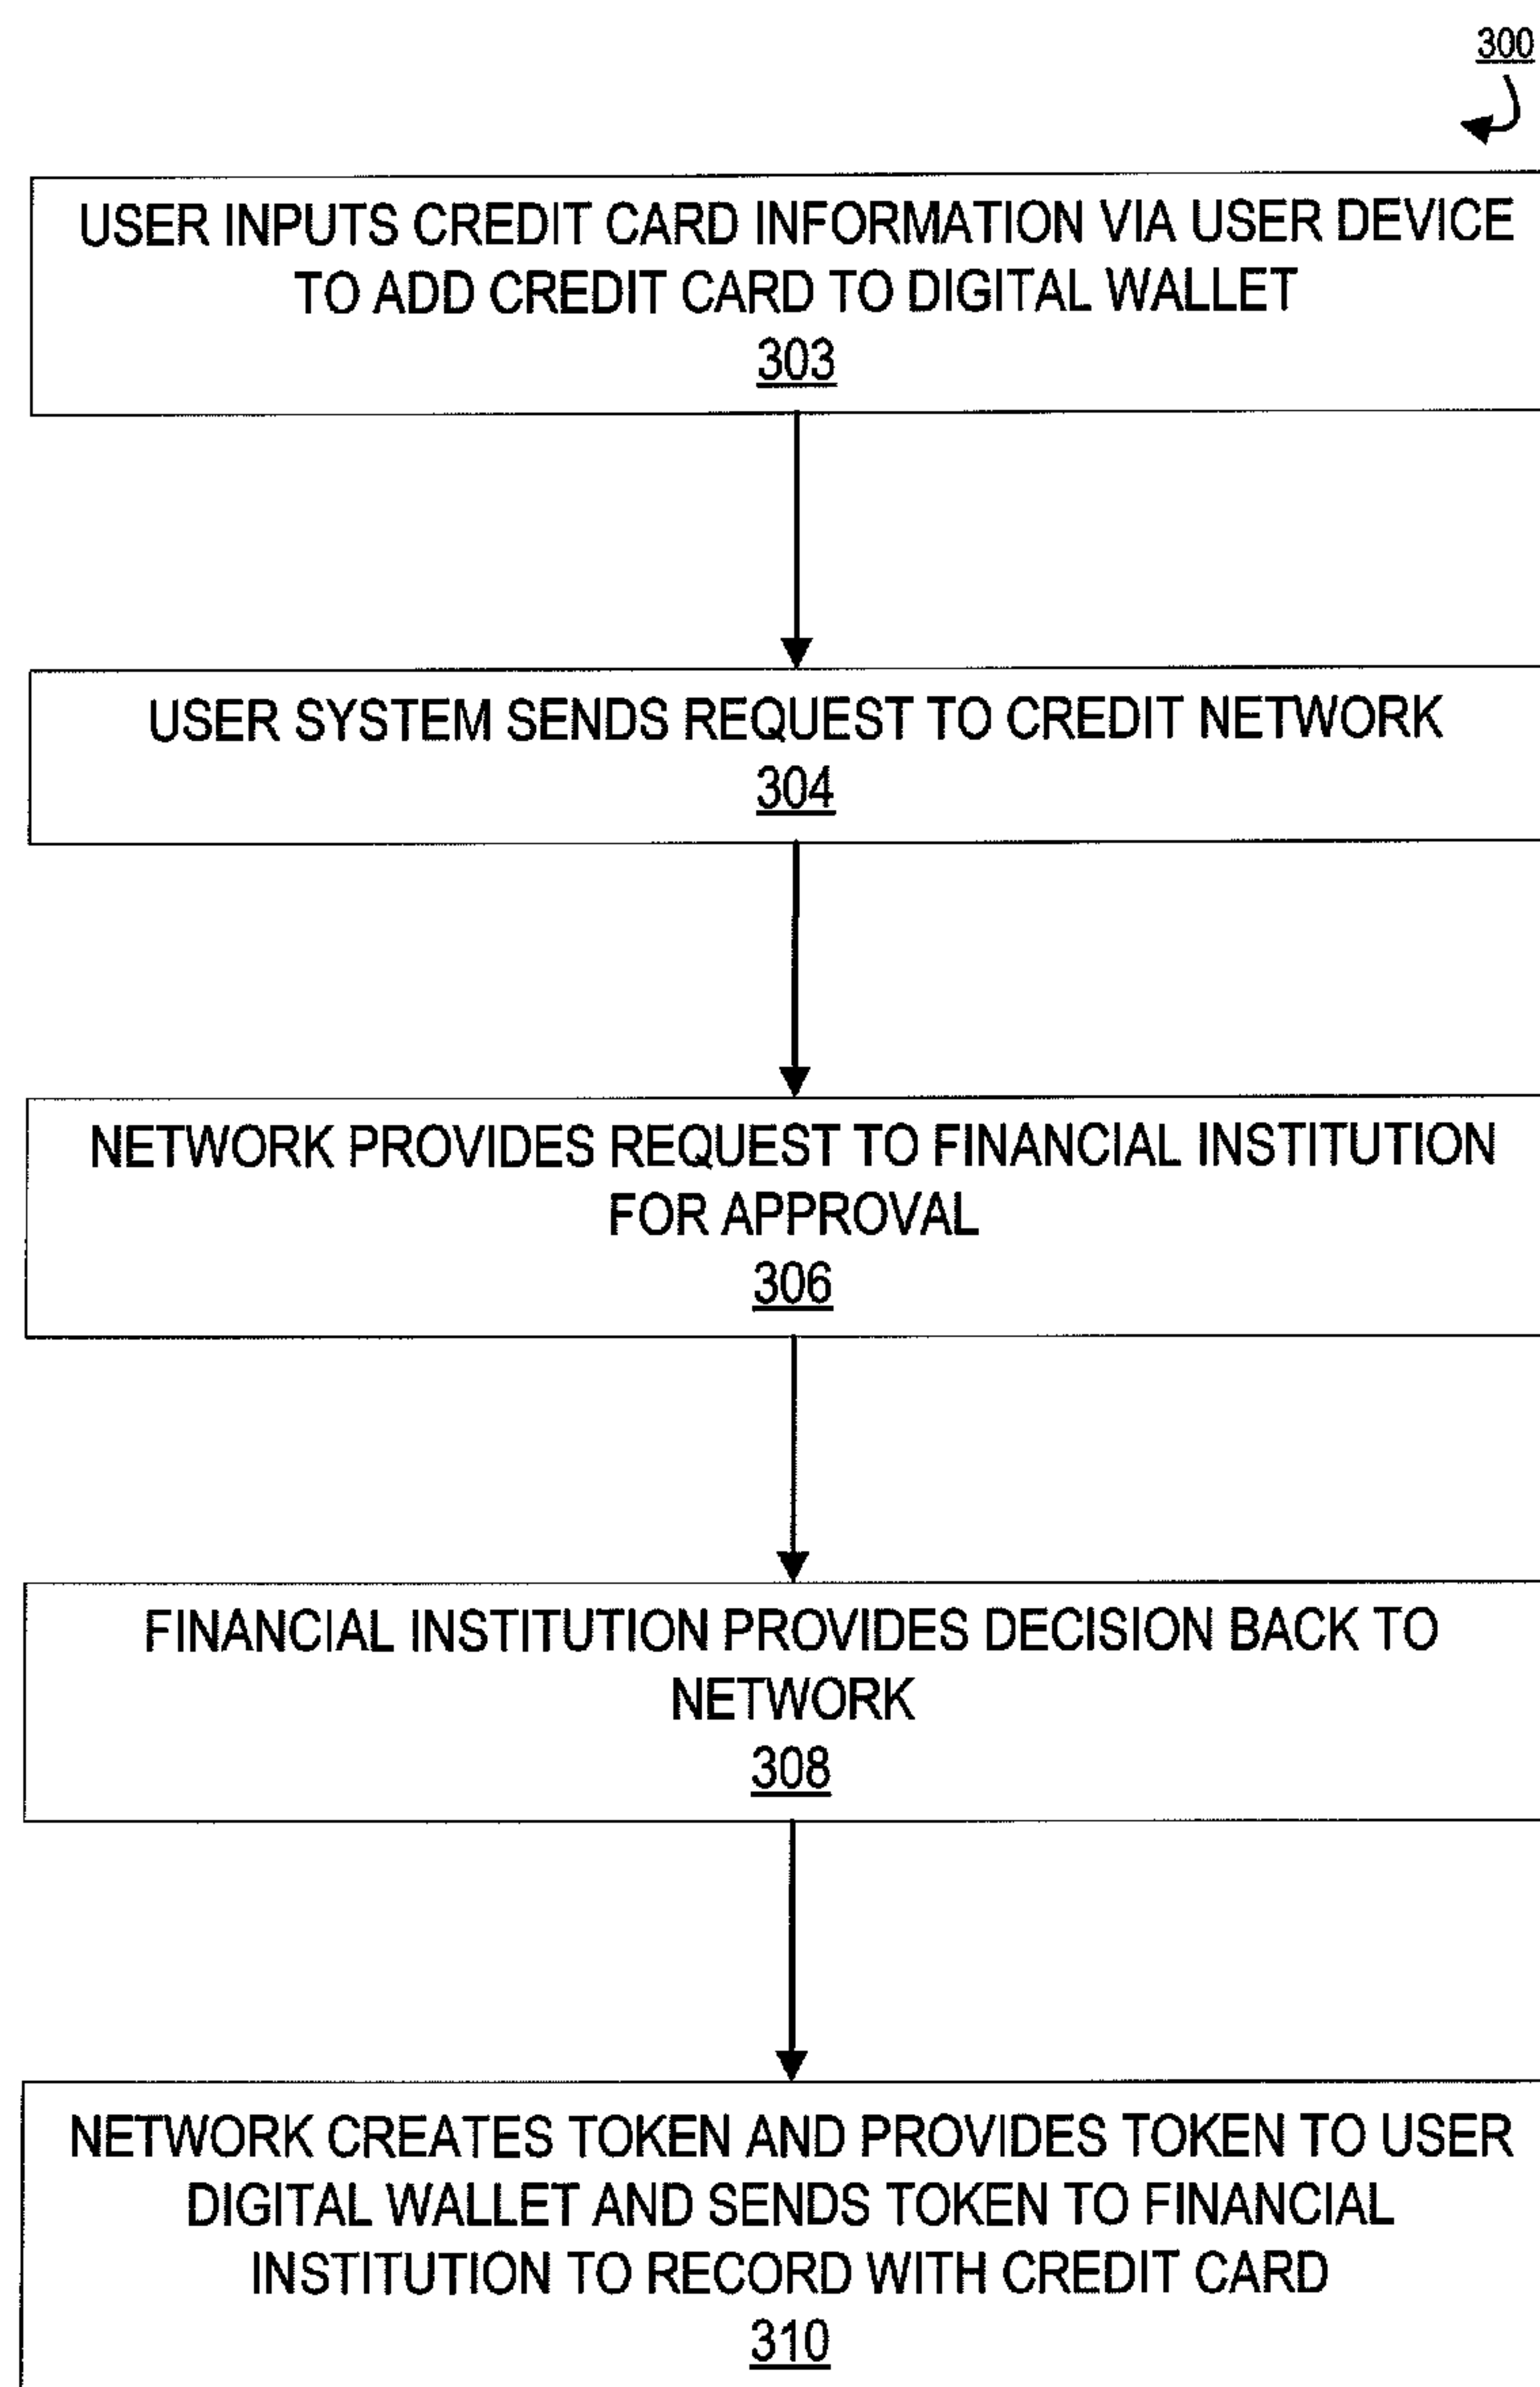 300
USER INPUTS CREDIT CARD INFORMATION VIA USER DEVICE
TO ADD CREDIT CARD TO DIGITAL WALLET
303
USER SYSTEM SENDS REQUEST TO CREDIT NETWORK
304
NETWORK PROVIDES REQUEST TO FINANCIAL INSTITUTION
FOR APPROVAL
306
FINANCIAL INSTITUTION PROVIDES DECISION BACK TO
NETWORK
308
NETWORK CREATES TOKEN AND PROVIDES TOKEN TO USER
DIGITAL WALLET AND SENDS TOKEN TO FINANCIAL
INSTITUTION TO RECORD WITH CREDIT CARD
310